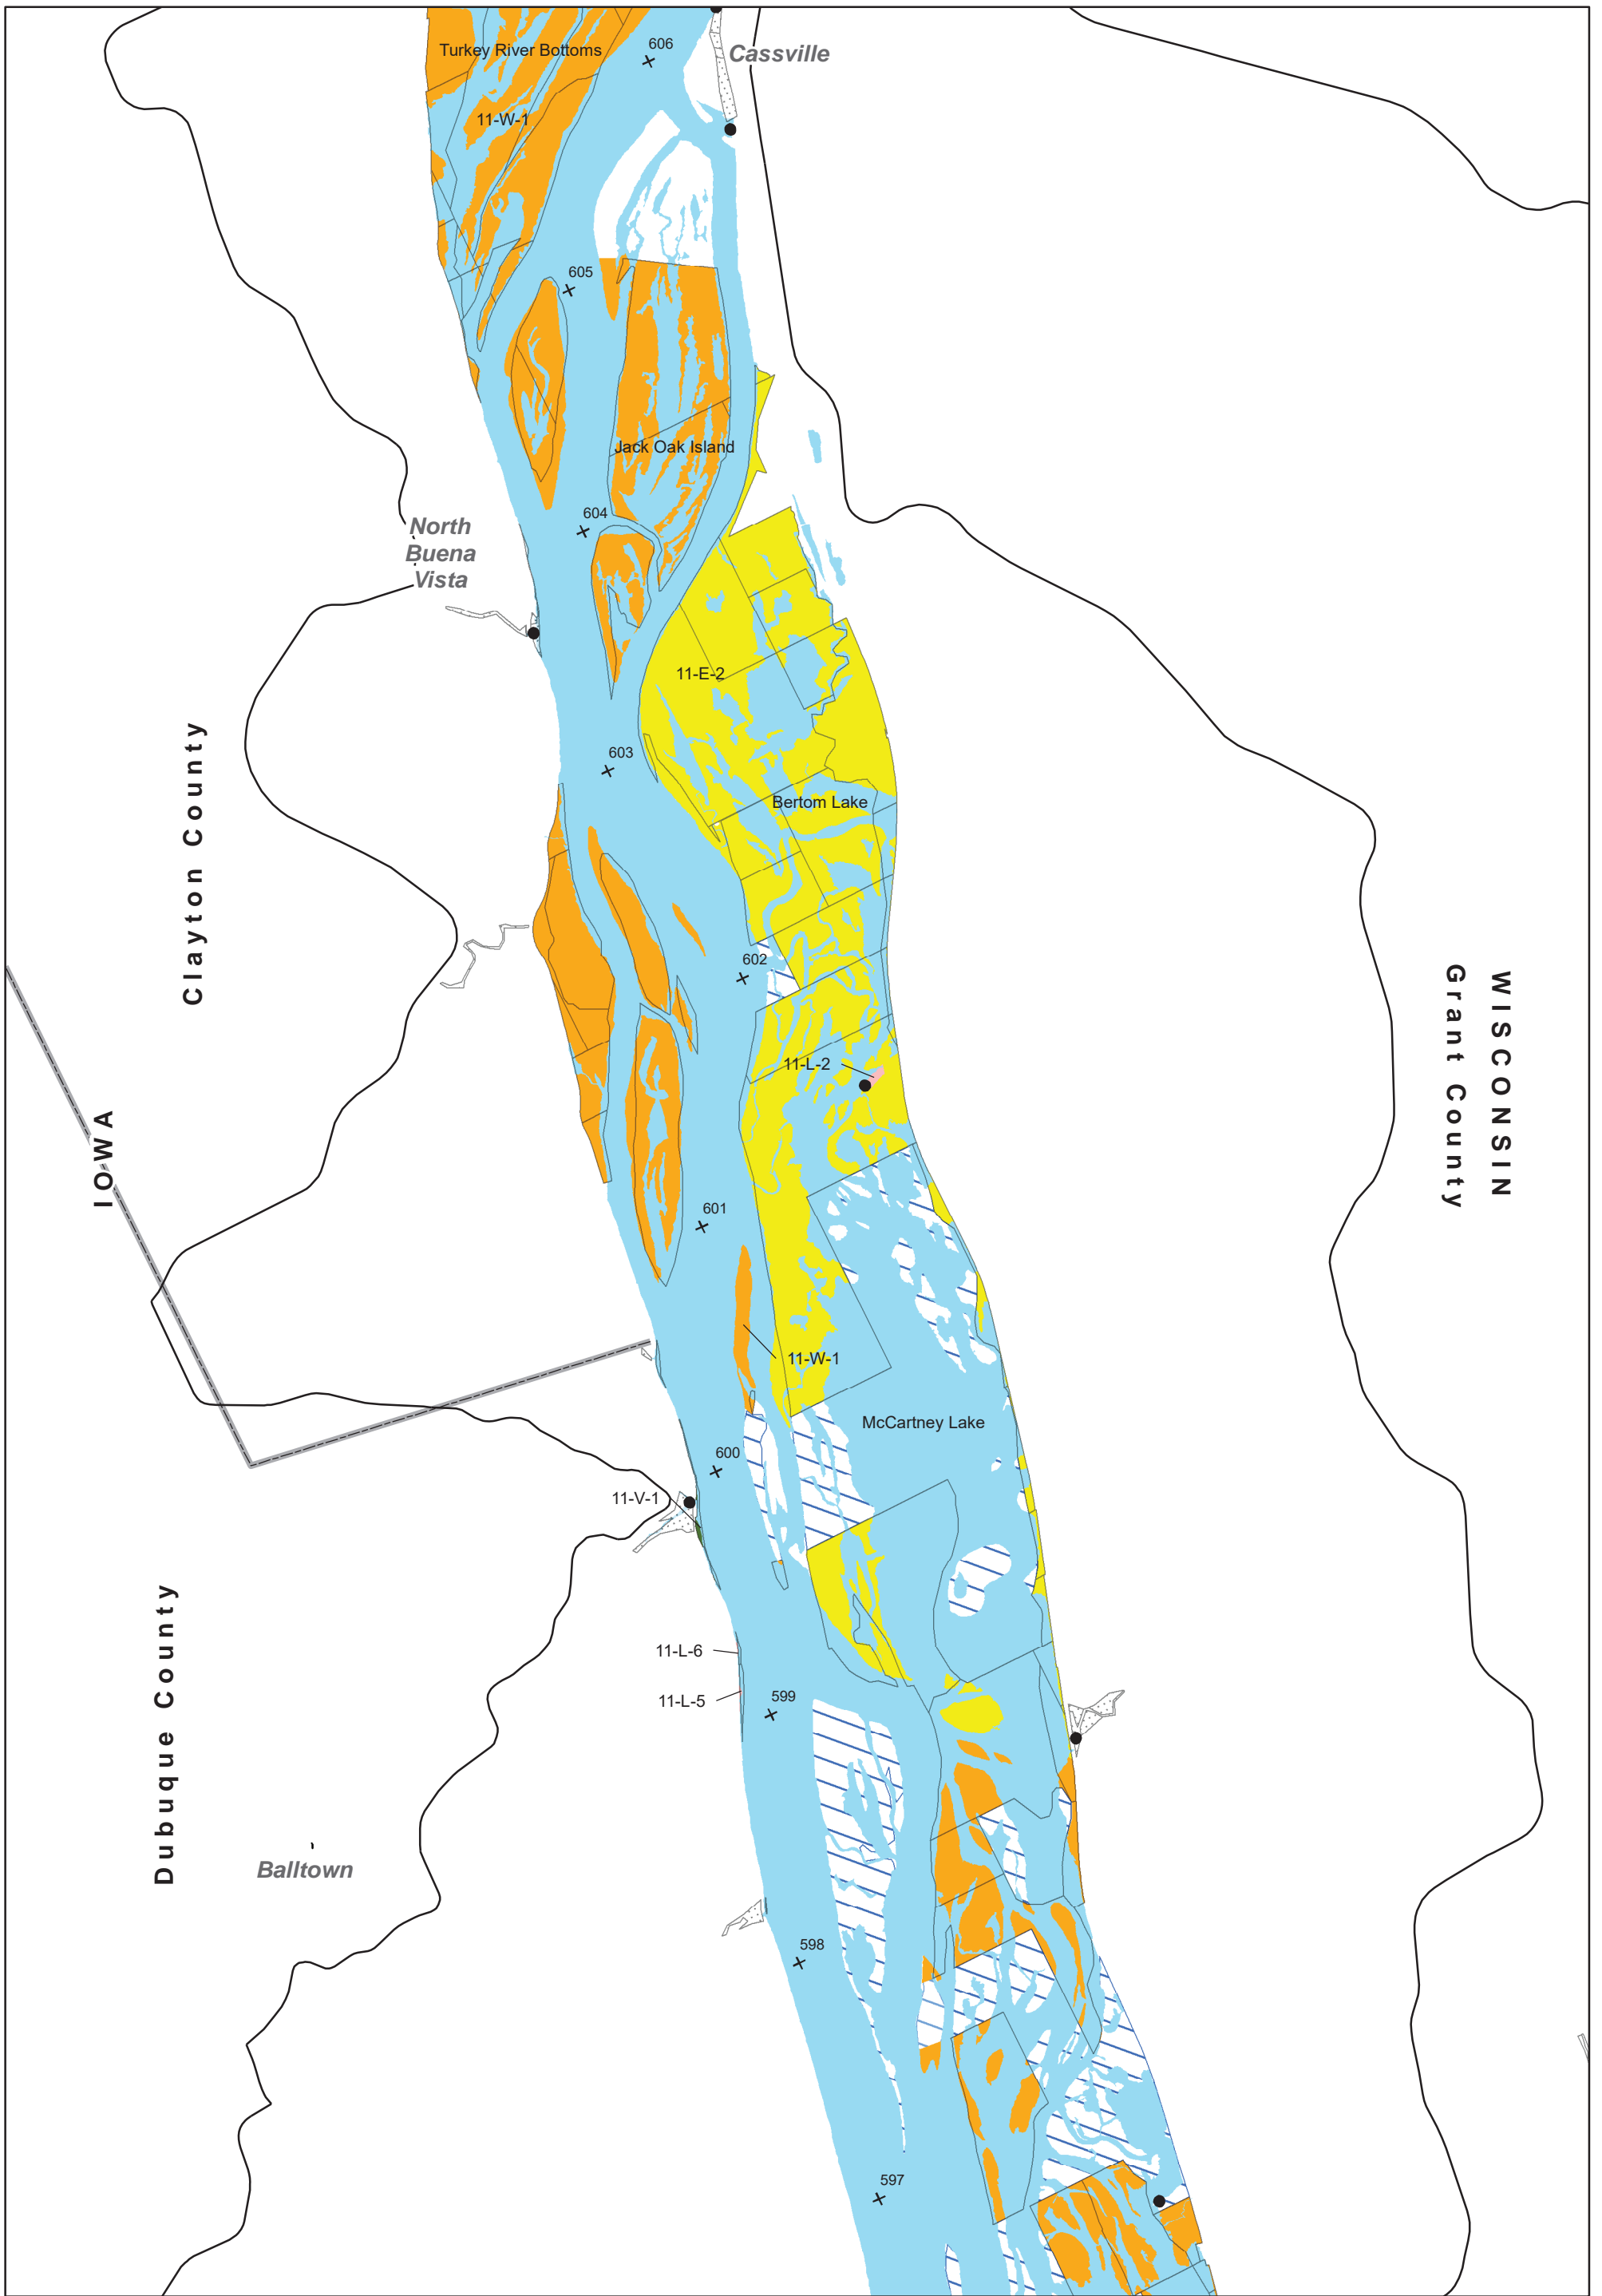 Turkey River Bottoms
606
Cassville
11-W-1
605
Jack Oak Island
604
North
Buena
Vista
11-E-2
603
Bertom Lake
Clayton County
602
WISCONSIN
Grant County
11-L-2
IOWA
601
11-W-1
McCartney Lake
600
11-V-1
11-L-6
11-L-5
599
Dubuque County
Balltown
598
597